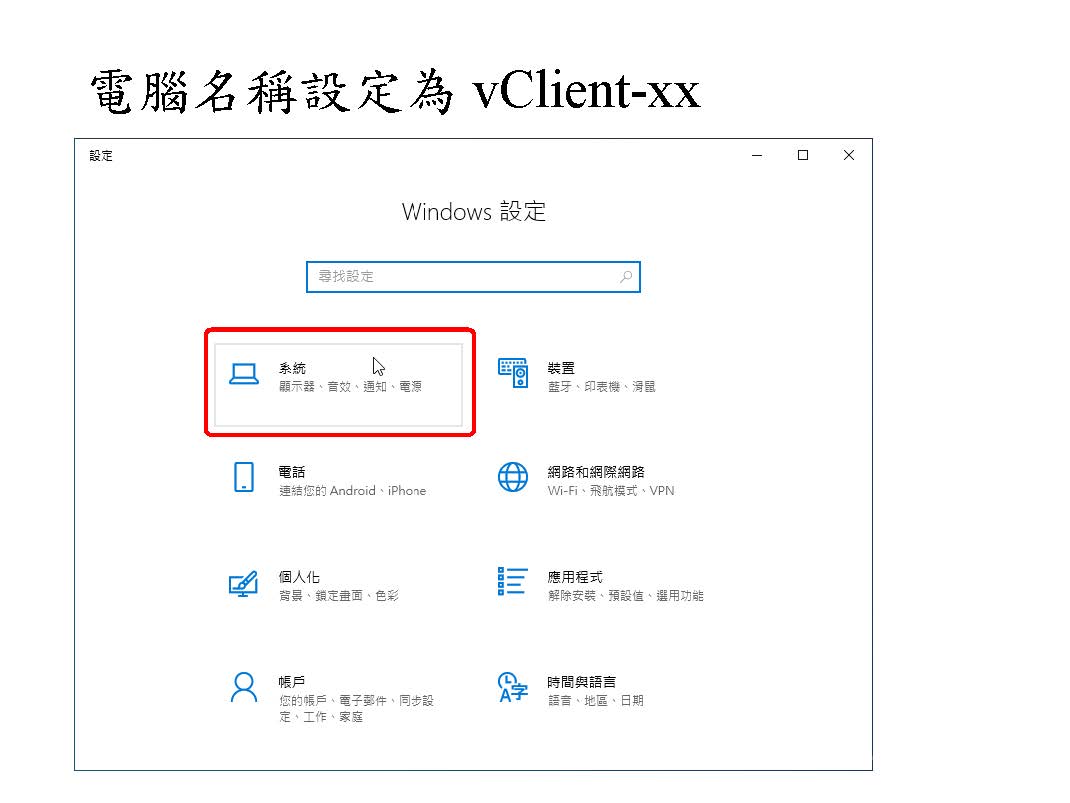 電腦名稱設定為 vClient-xx
設定
Windows 設定
尋找設定
系統
顯示器、音效、通知、電源
裝置
藍牙、印表機、滑鼠
電話
連結您的 Android、iPhone
網路和網際網路
Wi-Fi、飛航模式、VPN
個人化
背景、鎖定畫面、色彩
應用程式
解除安裝、預設值、選用功能
帳戶
您的帳戶、電子郵件、同步設
定、工作、家庭
時間與語言
語音、地區、日期